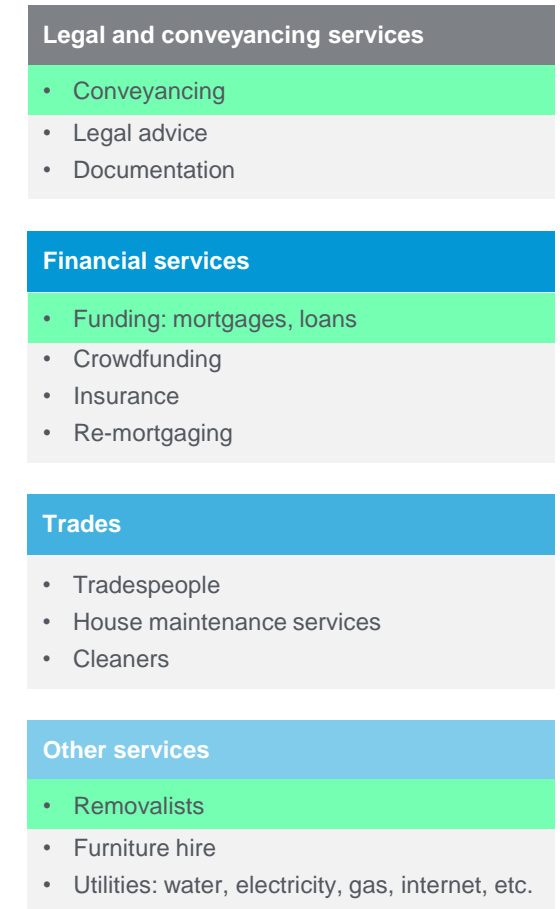 Legal and conveyancing services
• Conveyancing
• Legal advice
• Documentation
Financial services
• Funding: mortgages, loans
• Crowdfunding
• Insurance
• Re-mortgaging
Trades
• Tradespeople
• House maintenance services
• Cleaners
Other services
• Removalists
• Furniture hire
• Utilities: water, electricity, gas, internet, etc.